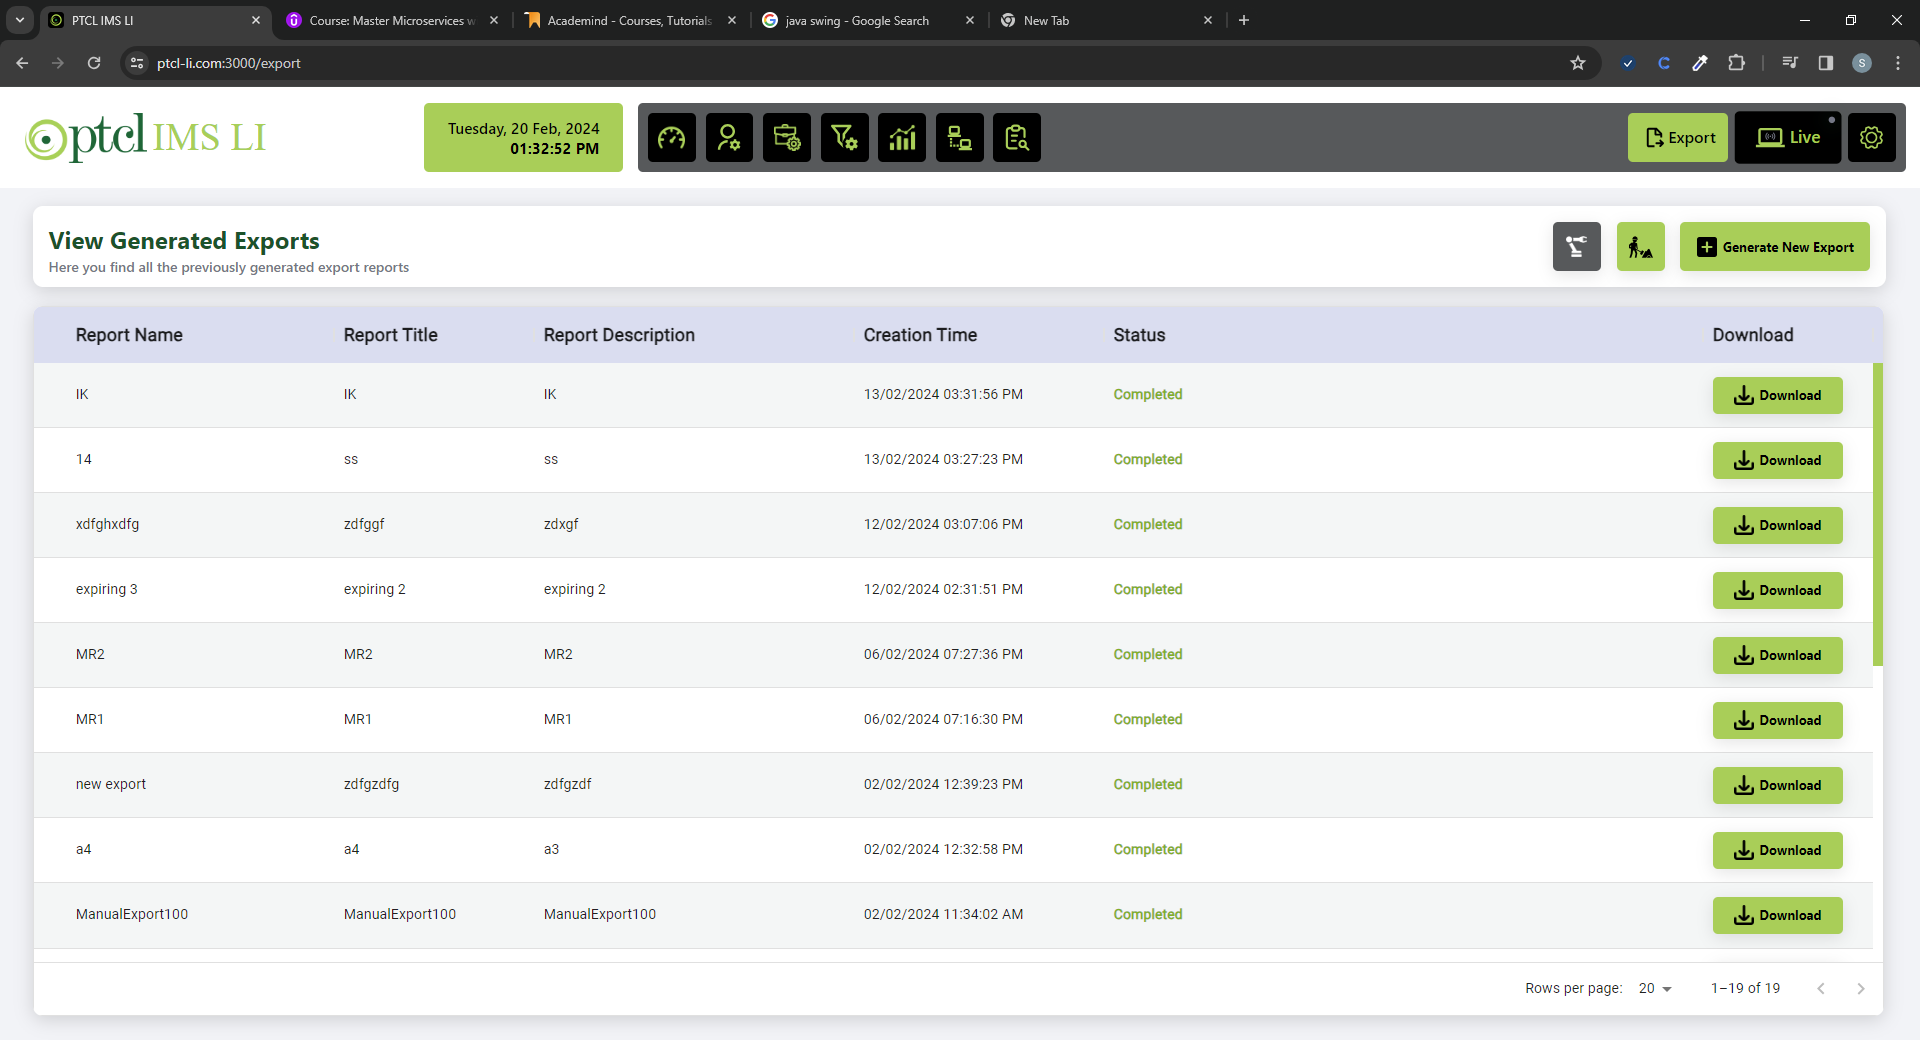 PTCL IMS LI
Course: Master Microservices w
Academind - Courses, Tutorials
java swing - Google Search
New Tab
ptcl-li.com:3000/export
C
S
ptcl IMS LI
Tuesday, 20 Feb, 2024
01:32:52 PM
Export
Live
View Generated Exports
Here you find all the previously generated export reports
Generate New Export
Report Name Report Title Report Description Creation Time Status Download
IK IK IK 13/02/2024 03:31:56 PM Completed Download
14 ss ss 13/02/2024 03:27:23 PM Completed Download
xdfghxdfg zdfggf zdxgf 12/02/2024 03:07:06 PM Completed Download
expiring 3 expiring 2 expiring 2 12/02/2024 02:31:51 PM Completed Download
MR2 MR2 MR2 06/02/2024 07:27:36 PM Completed Download
MR1 MR1 MR1 06/02/2024 07:16:30 PM Completed Download
new export zdfgzdfg zdfgzdf 02/02/2024 12:39:23 PM Completed Download
a4 a4 a3 02/02/2024 12:32:58 PM Completed Download
ManualExport100 ManualExport100 ManualExport100 02/02/2024 11:34:02 AM Completed Download
Rows per page: 20 1–19 of 19